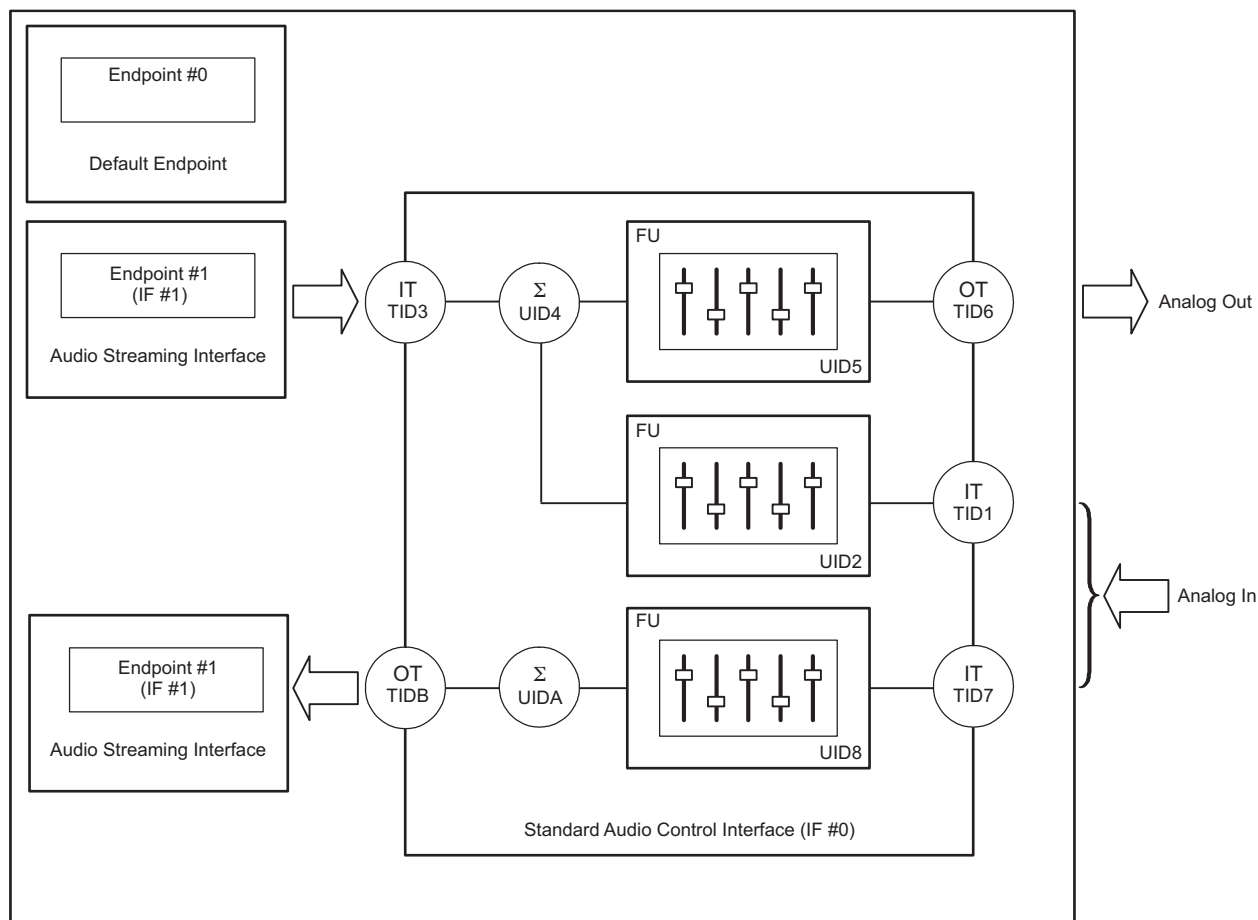 Endpoint #0
Default Endpoint
Endpoint #1
(IF #1)
Audio Streaming Interface
IT
TID3
Σ
UID4
FU
UID5
OT
TID6
Analog Out
FU
UID2
IT
TID1
Analog In
Endpoint #1
(IF #1)
Audio Streaming Interface
OT
TIDB
Σ
UIDA
FU
UID8
IT
TID7
Standard Audio Control Interface (IF #0)